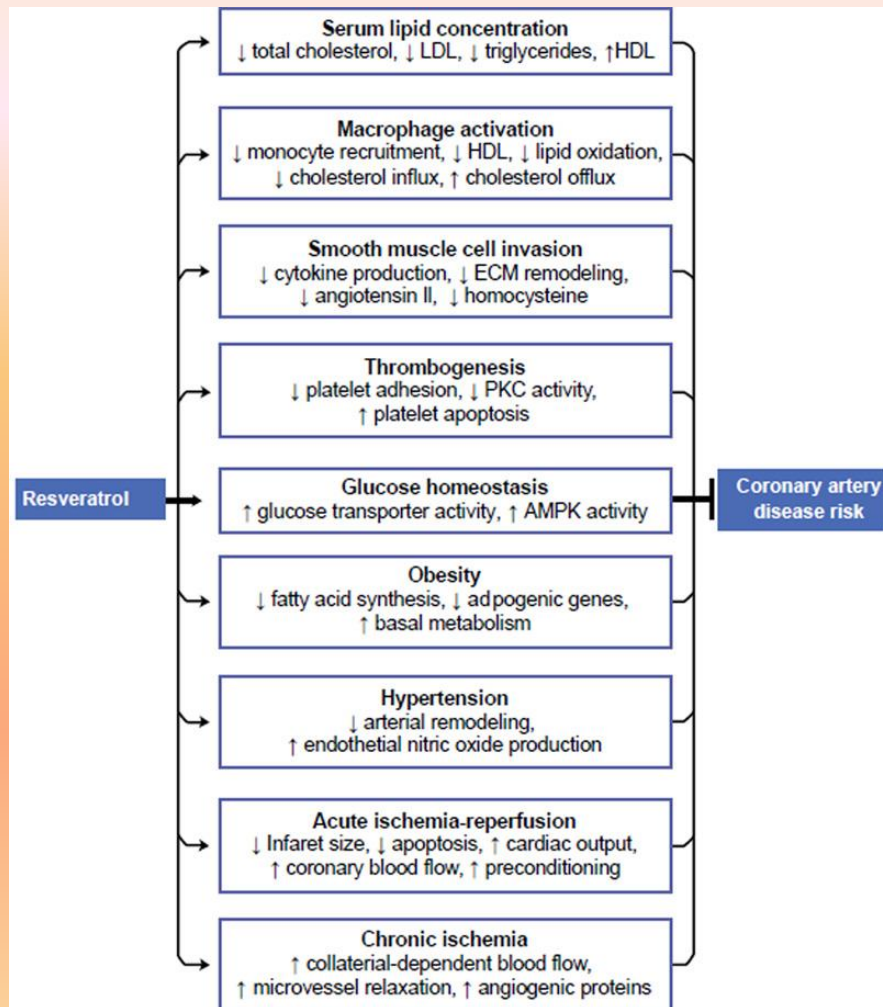 Serum lipid concentration
↓ total cholesterol, ↓ LDL, ↓ triglycerides, ↑HDL
Macrophage activation
↓ monocyte recruitment, ↓ HDL, ↓ lipid oxidation,
↓ cholesterol influx, ↑ cholesterol offlux
Smooth muscle cell invasion
↓ cytokine production, ↓ ECM remodeling,
↓ angiotensin II, ↓ homocysteine
Thrombogenesis
↓ platelet adhesion, ↓ PKC activity,
↑ platelet apoptosis
Resveratrol
Glucose homeostasis
↑ glucose transporter activity, ↑ AMPK activity
Coronary artery
disease risk
Obesity
↓ fatty acid synthesis, ↓ adpogenic genes,
↑ basal metabolism
Hypertension
↓ arterial remodeling,
↑ endothetial nitric oxide production
Acute ischemia-reperfusion
↓ Infaret size, ↓ apoptosis, ↑ cardiac output,
↑ coronary blood flow, ↑ preconditioning
Chronic ischemia
↑ collaterial-dependent blood flow,
↑ microvessel relaxation, ↑ angiogenic proteins